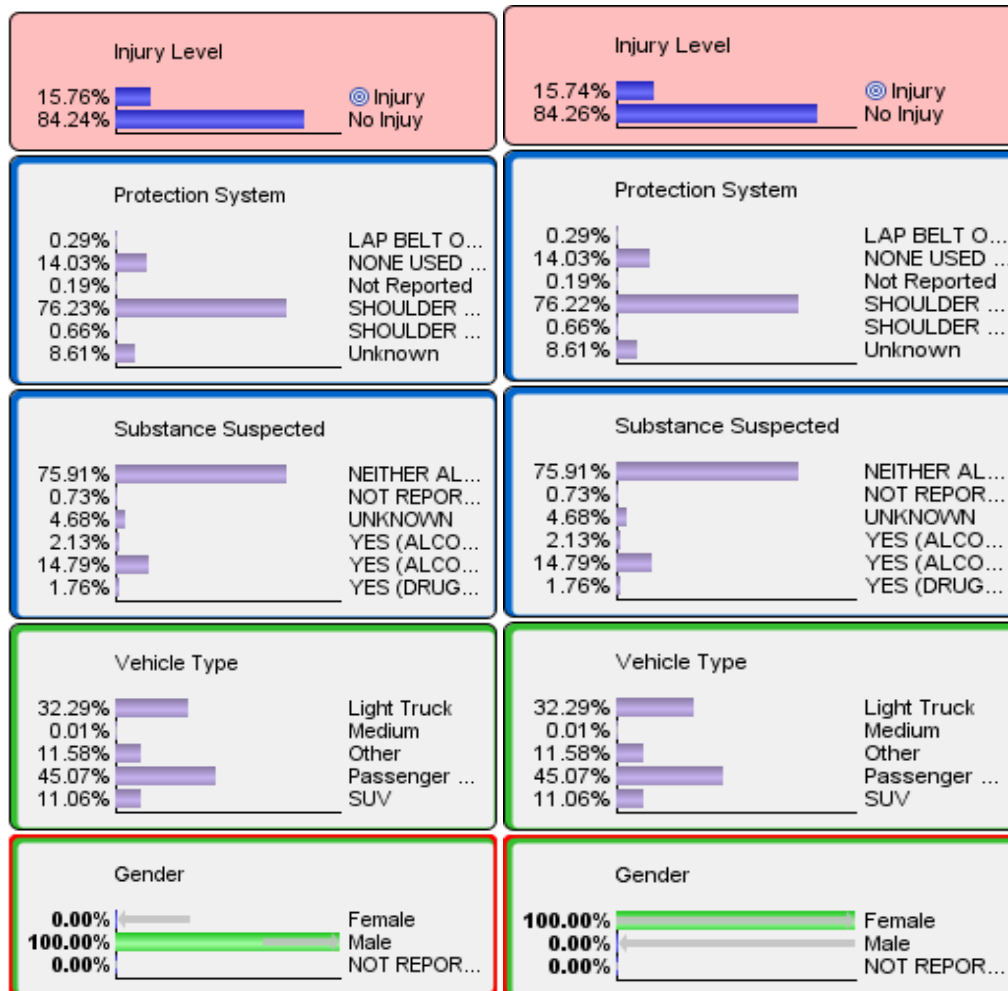 Injury Level
15.76% Injury
84.24% No Injuy
Protection System
0.29% LAP BELT O...
14.03% NONE USED ...
0.19% Not Reported
76.23% SHOULDER ...
0.66% SHOULDER ...
8.61% Unknown
Substance Suspected
75.91% NEITHER AL...
0.73% NOT REPOR...
4.68% UNKNOWN
2.13% YES (ALCO...
14.79% YES (ALCO...
1.76% YES (DRUG...
Vehicle Type
32.29% Light Truck
0.01% Medium
11.58% Other
45.07% Passenger ...
11.06% SUV
Gender
0.00% Female
100.00% Male
0.00% NOT REPOR...
Injury Level
15.74% Injury
84.26% No Injuy
Protection System
0.29% LAP BELT O...
14.03% NONE USED ...
0.19% Not Reported
76.22% SHOULDER ...
0.66% SHOULDER ...
8.61% Unknown
Substance Suspected
75.91% NEITHER AL...
0.73% NOT REPOR...
4.68% UNKNOWN
2.13% YES (ALCO...
14.79% YES (ALCO...
1.76% YES (DRUG...
Vehicle Type
32.29% Light Truck
0.01% Medium
11.58% Other
45.07% Passenger ...
11.06% SUV
Gender
100.00% Female
0.00% Male
0.00% NOT REPOR...